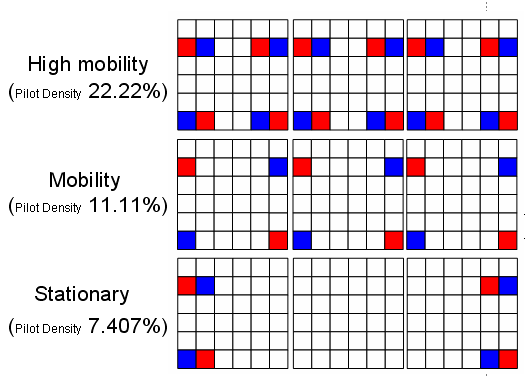 High mobility
(Pilot Density 22.22%)
Mobility
(Pilot Density 11.11%)
Stationary
(Pilot Density 7.407%)